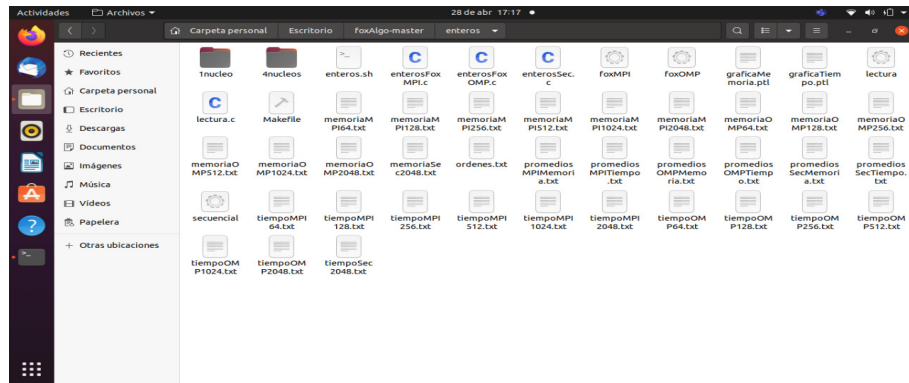 Actividades
Archivos
28 de abr 17:17
Carpeta personal
Escritorio
foxAlgo-master
enteros
Recientes
Favoritos
Carpeta personal
Escritorio
Descargas
Documentos
Imágenes
Música
Vídeos
Papelera
+ Otras ubicaciones
1nucleo
4nucleos
enteros.sh
enterosFox
MPI.c
enterosFox
OMP.c
enterosSec.
c
foxMPI
foxOMP
graficaMe
moria.ptl
graficaTiem
po.ptl
lectura
lectura.c
Makefile
memoriaM
PI64.txt
memoriaM
PI128.txt
memoriaM
PI256.txt
memoriaM
PI512.txt
memoriaM
PI1024.txt
memoriaM
PI2048.txt
memoriaO
MP64.txt
memoriaO
MP128.txt
memoriaO
MP256.txt
memoriaO
MP512.txt
memoriaO
MP1024.txt
memoriaO
MP2048.txt
memoriaSe
c2048.txt
ordenes.txt
promedios
MPIMemori
a.txt
promedios
MPITiempo
.txt
promedios
OMPMemo
ria.txt
promedios
OMPTiemp
o.txt
promedios
SecMemori
a.txt
promedios
SecTiempo.
txt
secuencial
tiempoMPI
64.txt
tiempoMPI
128.txt
tiempoMPI
256.txt
tiempoMPI
512.txt
tiempoMPI
1024.txt
tiempoMPI
2048.txt
tiempoOM
P64.txt
tiempoOM
P128.txt
tiempoOM
P256.txt
tiempoOM
P512.txt
tiempoOM
P1024.txt
tiempoOM
P2048.txt
tiempoSec
2048.txt